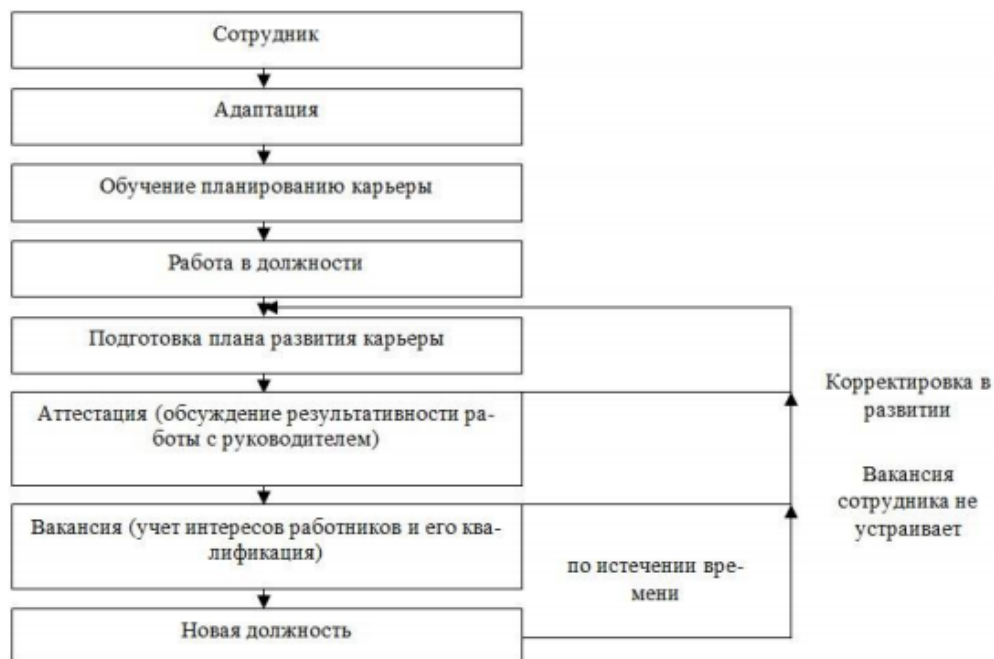 Сотрудник
Адаптация
Обучение планированию карьеры
Работа в должности
Подготовка плана развития карьеры
Аттестация (обсуждение результативности ра-
боты с руководителем)
Вакансия (учет интересов работников и его ква-
лификация)
Новая должность
Корректировка в
развитии
Вакансия
сотрудника не
устраивает
по истечении вре-
мени